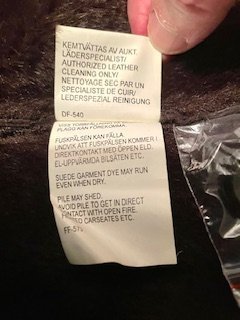 KEMTVÄTTAS AV AUKT.
LÄDERSPECIALIST/
AUTHORIZED LEATHER
CLEANING ONLY/
NETTOYAGE SEC PAR UN
SPECIALISTE DE CUIR/
LEDERSPEZIAL REINIGUNG
DF-540
PLAGG KAN FÖREKOMMA.
FUSKPÄLSEN KAN FÄLLA
UNDVIK ATT FUSKPÄLSEN KOMMER I
DIREKTKONTAKT MED ÖPPEN ELD.
EL-UPPVÄRMDA BILSÄTEN ETC.
SUEDE GARMENT DYE MAY RUN
EVEN WHEN DRY.
PILE MAY SHED.
AVOID PILE TO GET IN DIRECT
CONTACT WITH OPEN FIRE.
CARSEATES ETC.